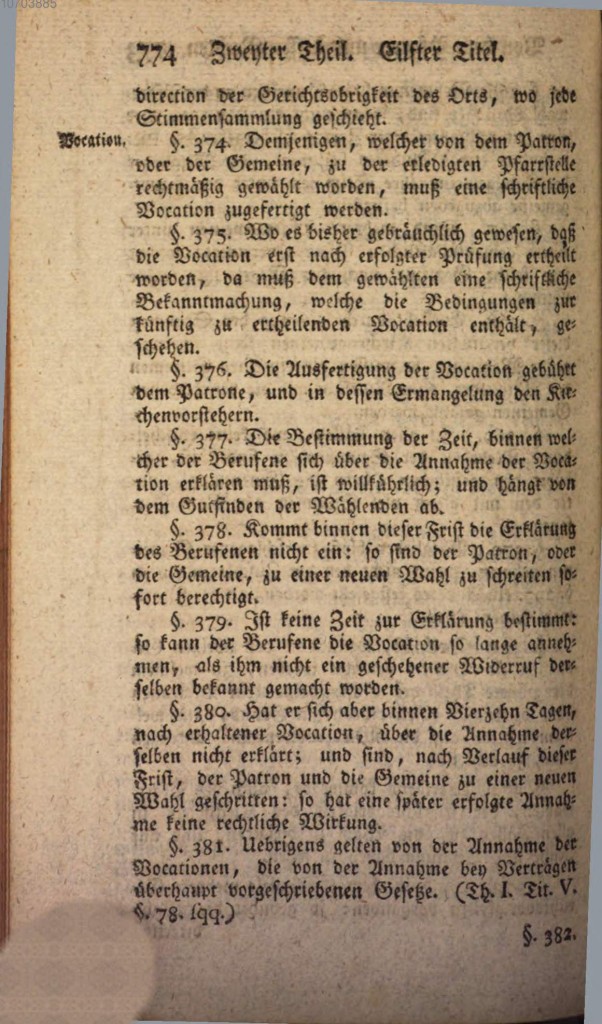 10703885
774 Zweyter Theil. Eilfter Titel.
direction der Gerichtsobrigkeit des Orts, wo jede
Stimmensammlung geschieht.
Vocation. §. 374. Demjenigen, welcher von dem Patron,
oder der Gemeine, zu der erledigten Pfarrstelle
rechtmäßig gewählt worden, muß eine schriftliche
Vocation zugefertigt werden.
§. 375. Wo es bisher gebräuchlich gewesen, daß
die Vocation erst nach erfolgter Prüfung ertheilt
worden, da muß dem gewählten eine schriftliche
Bekanntmachung, welche die Bedingungen zur
künftig zu ertheilenden Vocation enthält, ge-
schehen.
§. 376. Die Ausfertigung der Vocation gebührt
dem Patrone, und in dessen Ermangelung den Kir-
chenvorstehern.
§. 377. Die Bestimmung der Zeit, binnen wel-
cher der Berufene sich über die Annahme der Voca-
tion erklären muß, ist willkührlich; und hängt von
dem Gutfinden der Wählenden ab.
§. 378. Kommt binnen dieser Frist die Erklärung
des Berufenen nicht ein: so sind der Patron, oder
die Gemeine, zu einer neuen Wahl zu schreiten so-
fort berechtigt.
§. 379. Ist keine Zeit zur Erklärung bestimmt:
so kann der Berufene die Vocation so lange anneh-
men, als ihm nicht ein geschehener Widerruf der-
selben bekannt gemacht worden.
§. 380. Hat er sich aber binnen Vierzehn Tagen,
nach erhaltener Vocation, über die Annahme der-
selben nicht erklärt; und sind, nach Verlauf dieser
Frist, der Patron und die Gemeine zu einer neuen
Wahl geschritten: so hat eine später erfolgte Annah-
me keine rechtliche Wirkung.
§. 381. Uebrigens gelten von der Annahme der
Vocationen, die von der Annahme bey Verträgen
überhaupt vorgeschriebenen Gesetze. (Th. I. Tit. V.
§. 78. sqq.)
§. 382.